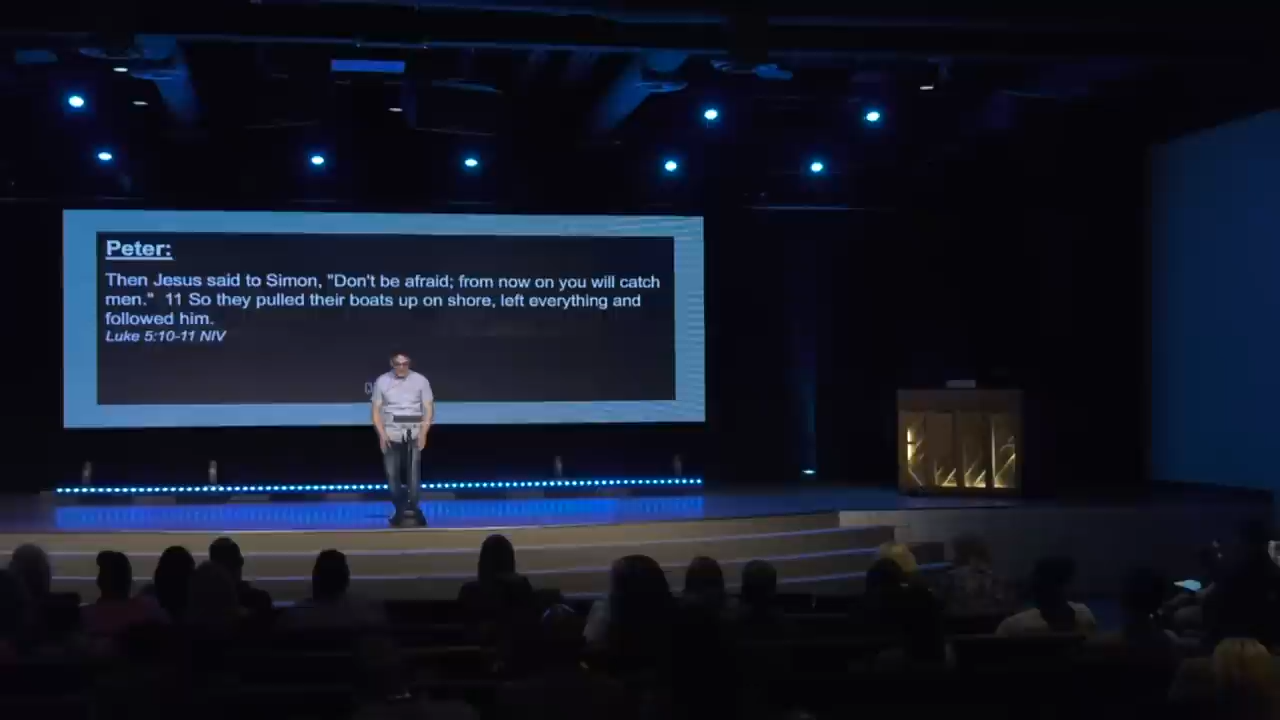 Peter:
Then Jesus said to Simon, "Don't be afraid; from now on you will catch
men."  11 So they pulled their boats up on shore, left everything and
followed him.
Luke 5:10-11 NIV